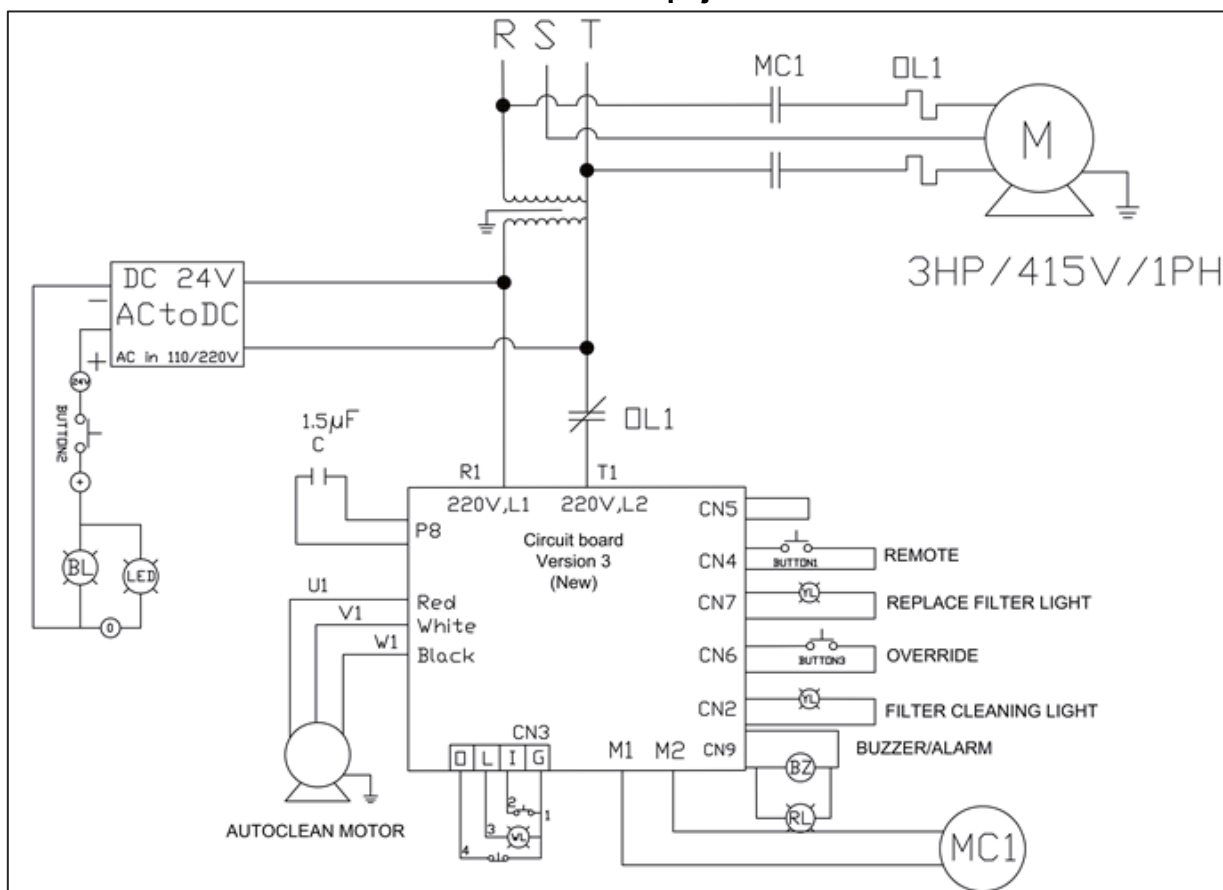 R S T
MC1 OL1
M
3HP/415V/1PH
DC 24V
ACtoDC
AC in 110/220V
−
+
24V
BUTTON2
+
BL LED
0
OL1
1.5µF
C
R1 T1
220V,L1 220V,L2
Circuit board
Version 3
(New)
P8
U1
Red
V1
White
W1
Black
AUTOCLEAN MOTOR
CN3
O L I G
2 1
3 WL
4
M1 M2
CN5
CN4 BUTTON1 REMOTE
CN7 YL REPLACE FILTER LIGHT
CN6 BUTTON3 OVERRIDE
CN2 YL FILTER CLEANING LIGHT
CN9 BUZZER/ALARM
BZ
RL
MC1